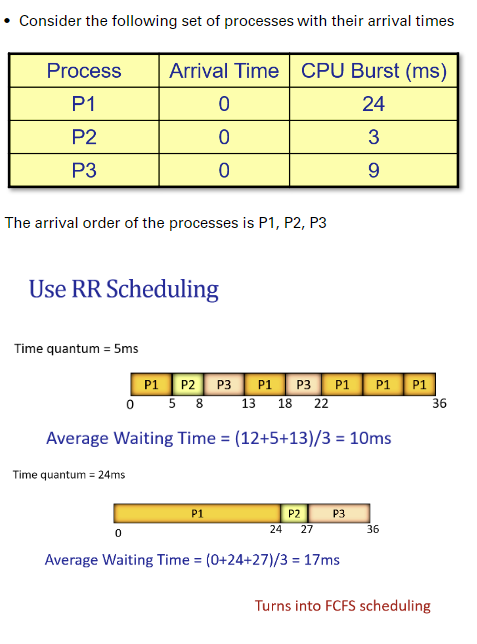 • Consider the following set of processes with their arrival times
Process Arrival Time CPU Burst (ms)
P1 0 24
P2 0 3
P3 0 9
The arrival order of the processes is P1, P2, P3
Use RR Scheduling
Time quantum = 5ms
P1 P2 P3 P1 P3 P1 P1 P1
0 5 8 13 18 22 36
Average Waiting Time = (12+5+13)/3 = 10ms
Time quantum = 24ms
P1 P2 P3
0 24 27 36
Average Waiting Time = (0+24+27)/3 = 17ms
Turns into FCFS scheduling